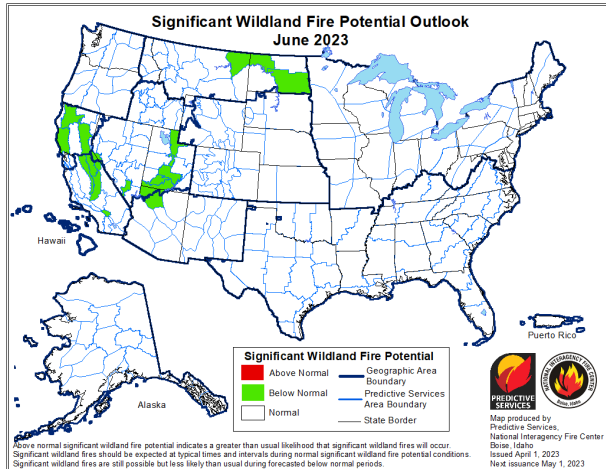 Significant Wildland Fire Potential Outlook
June 2023
Hawaii
Alaska
Puerto Rico
Significant Wildland Fire Potential
Above Normal
Below Normal
Normal
Geographic Area
Boundary
Predictive Services
Area Boundary
State Border
PREDICTIVE
SERVICES
NATIONAL INTERAGENCY FIRE CENTER
Boise, Idaho
Map produced by
Predictive Services,
National Interagency Fire Center
Boise, Idaho
Issued April 1, 2023
Next issuance May 1, 2023
Above normal significant wildland fire potential indicates a greater than usual likelihood that significant wildland fires will occur.
Significant wildland fires should be expected at typical times and intervals during normal significant wildland fire potential conditions.
Significant wildland fires are still possible but less likely than usual during forecasted below normal periods.